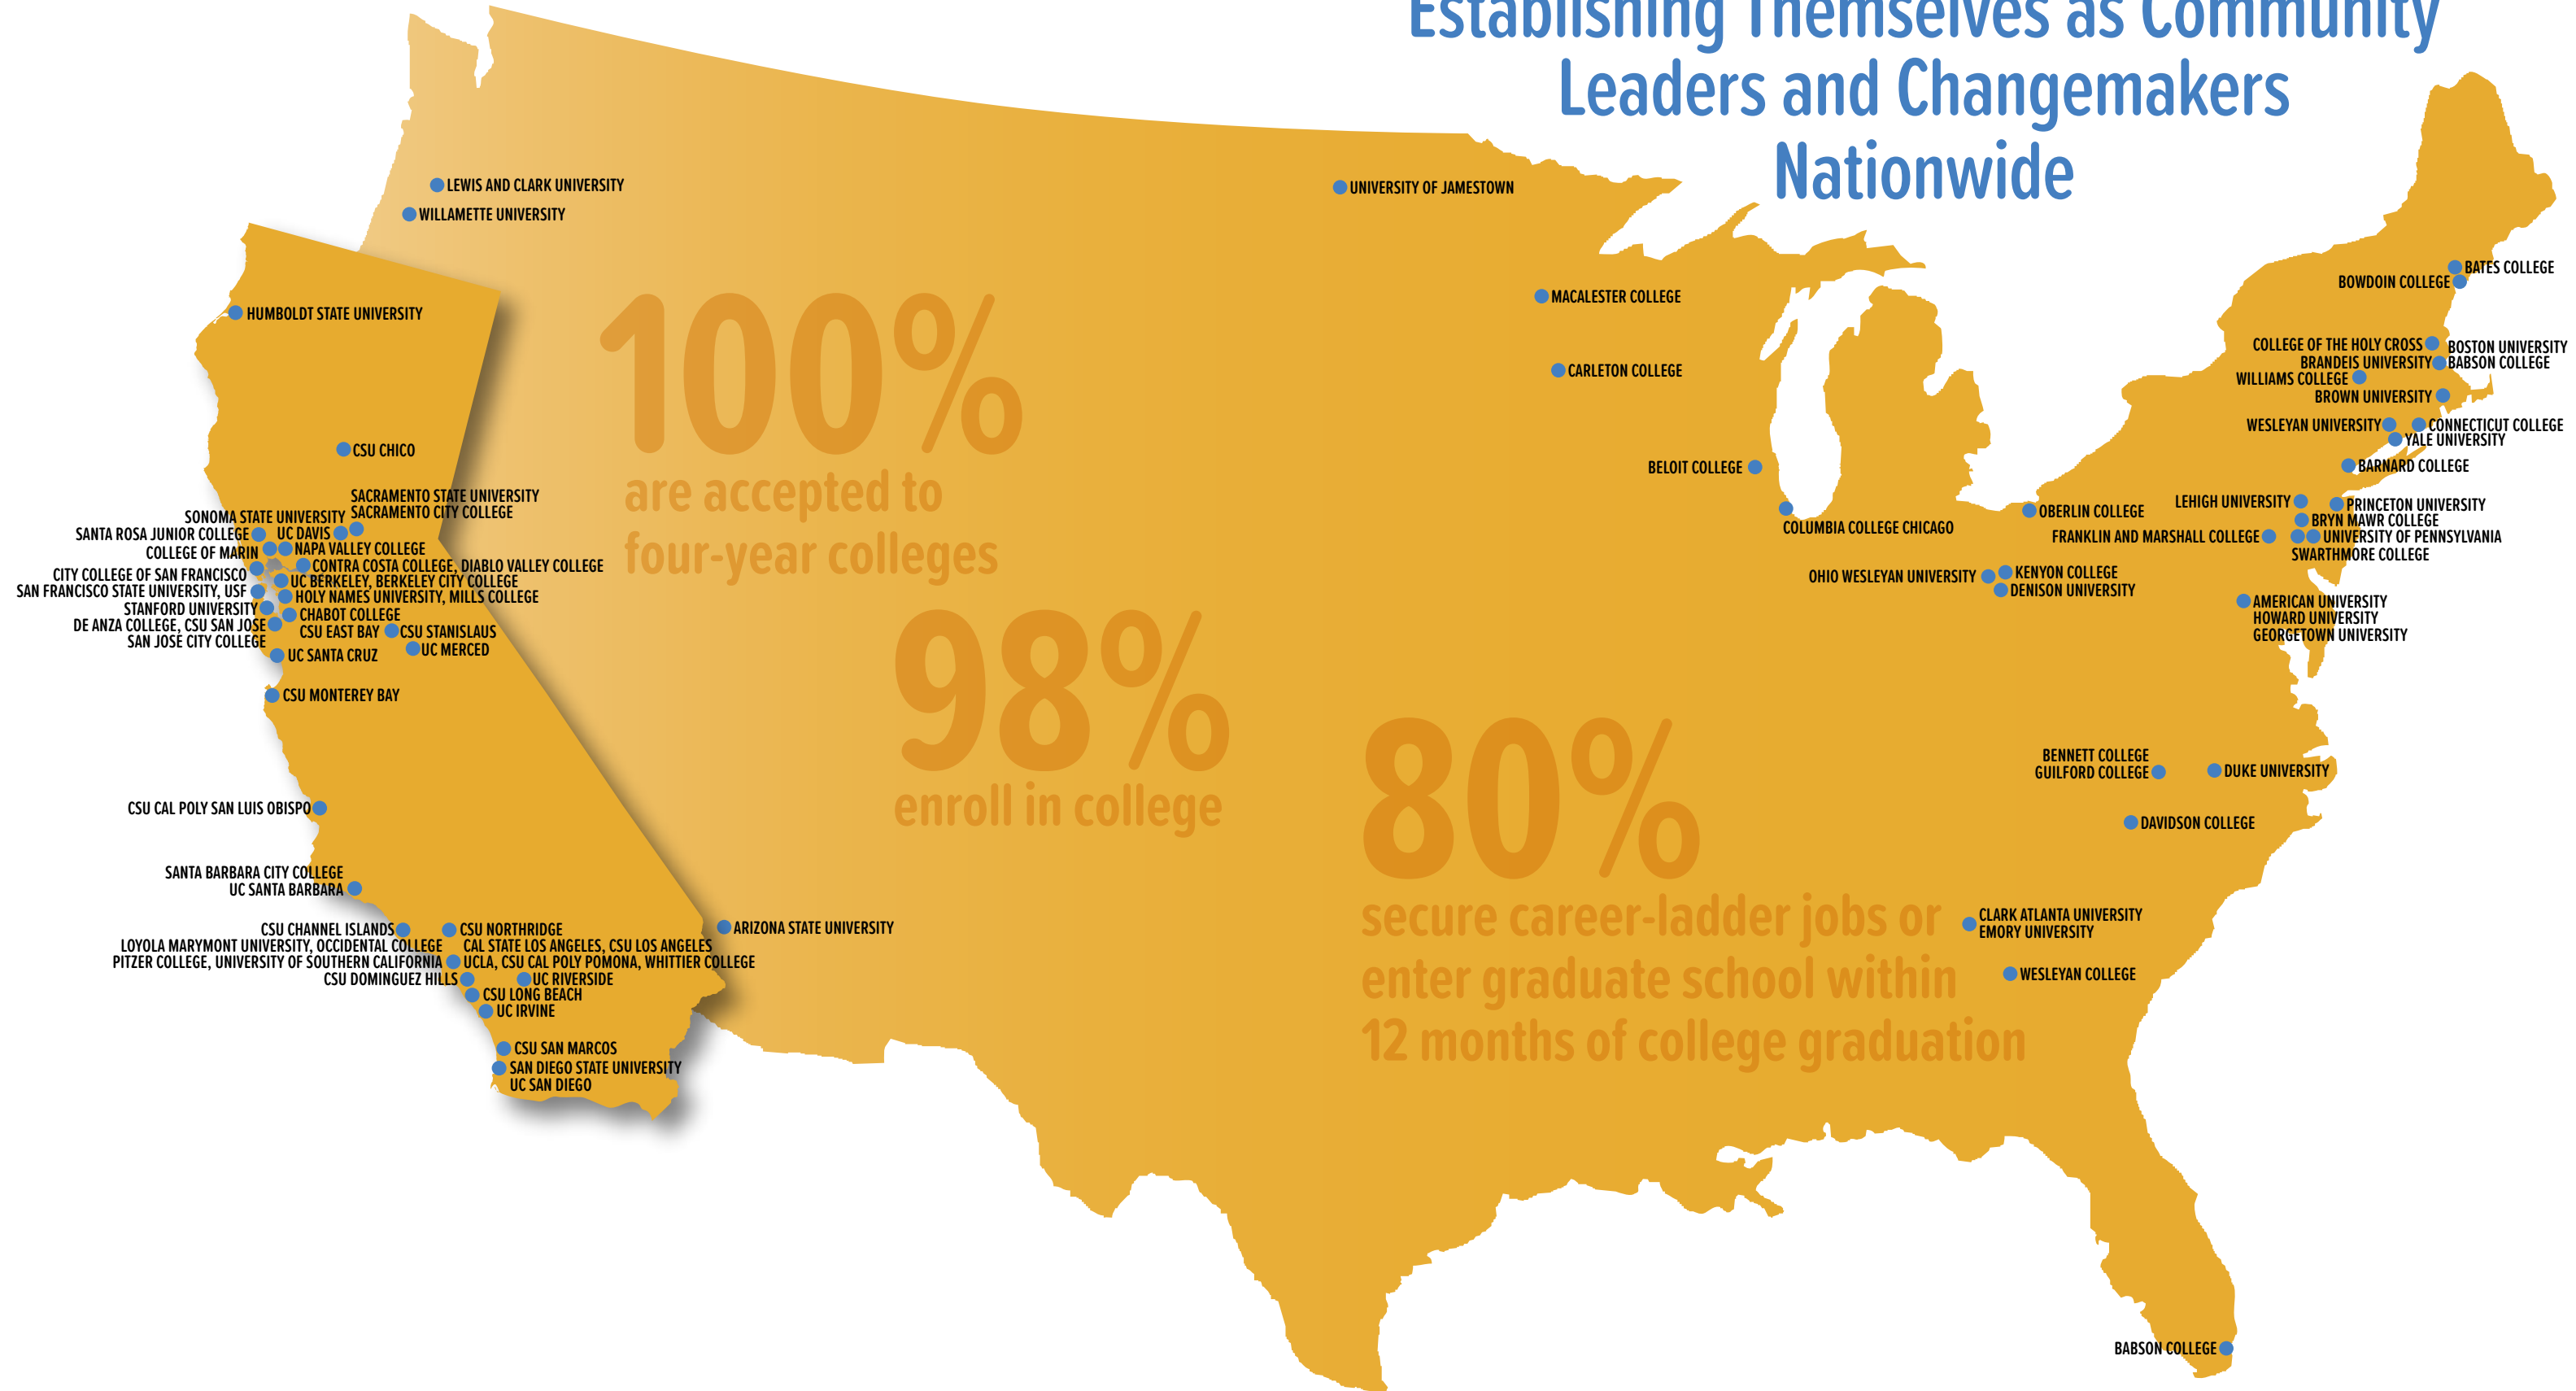 Establishing Themselves as Community
Leaders and Changemakers
Nationwide
LEWIS AND CLARK UNIVERSITY
WILLAMETTE UNIVERSITY
HUMBOLDT STATE UNIVERSITY
CSU CHICO
SACRAMENTO STATE UNIVERSITY
SACRAMENTO CITY COLLEGE
SONOMA STATE UNIVERSITY
SANTA ROSA JUNIOR COLLEGE
UC DAVIS
COLLEGE OF MARIN
NAPA VALLEY COLLEGE
CONTRA COSTA COLLEGE, DIABLO VALLEY COLLEGE
CITY COLLEGE OF SAN FRANCISCO
UC BERKELEY, BERKELEY CITY COLLEGE
SAN FRANCISCO STATE UNIVERSITY, USF
HOLY NAMES UNIVERSITY, MILLS COLLEGE
STANFORD UNIVERSITY
CHABOT COLLEGE
DE ANZA COLLEGE, CSU SAN JOSE
SAN JOSE CITY COLLEGE
CSU EAST BAY
CSU STANISLAUS
UC MERCED
UC SANTA CRUZ
CSU MONTEREY BAY
CSU CAL POLY SAN LUIS OBISPO
SANTA BARBARA CITY COLLEGE
UC SANTA BARBARA
CSU CHANNEL ISLANDS
CSU NORTHRIDGE
LOYOLA MARYMONT UNIVERSITY, OCCIDENTAL COLLEGE
PITZER COLLEGE, UNIVERSITY OF SOUTHERN CALIFORNIA
CAL STATE LOS ANGELES, CSU LOS ANGELES
UCLA, CSU CAL POLY POMONA, WHITTIER COLLEGE
CSU DOMINGUEZ HILLS
UC RIVERSIDE
CSU LONG BEACH
UC IRVINE
CSU SAN MARCOS
SAN DIEGO STATE UNIVERSITY
UC SAN DIEGO
ARIZONA STATE UNIVERSITY
100%
are accepted to
four-year colleges
98%
enroll in college
80%
secure career-ladder jobs or
enter graduate school within
12 months of college graduation
UNIVERSITY OF JAMESTOWN
MACALESTER COLLEGE
CARLETON COLLEGE
BELOIT COLLEGE
COLUMBIA COLLEGE CHICAGO
OBERLIN COLLEGE
OHIO WESLEYAN UNIVERSITY
KENYON COLLEGE
DENISON UNIVERSITY
BATES COLLEGE
BOWDOIN COLLEGE
COLLEGE OF THE HOLY CROSS
BOSTON UNIVERSITY
BRANDEIS UNIVERSITY
BABSON COLLEGE
WILLIAMS COLLEGE
BROWN UNIVERSITY
WESLEYAN UNIVERSITY
CONNECTICUT COLLEGE
YALE UNIVERSITY
BARNARD COLLEGE
LEHIGH UNIVERSITY
PRINCETON UNIVERSITY
BRYN MAWR COLLEGE
FRANKLIN AND MARSHALL COLLEGE
UNIVERSITY OF PENNSYLVANIA
SWARTHMORE COLLEGE
AMERICAN UNIVERSITY
HOWARD UNIVERSITY
GEORGETOWN UNIVERSITY
BENNETT COLLEGE
GUILFORD COLLEGE
DUKE UNIVERSITY
DAVIDSON COLLEGE
CLARK ATLANTA UNIVERSITY
EMORY UNIVERSITY
WESLEYAN COLLEGE
BABSON COLLEGE